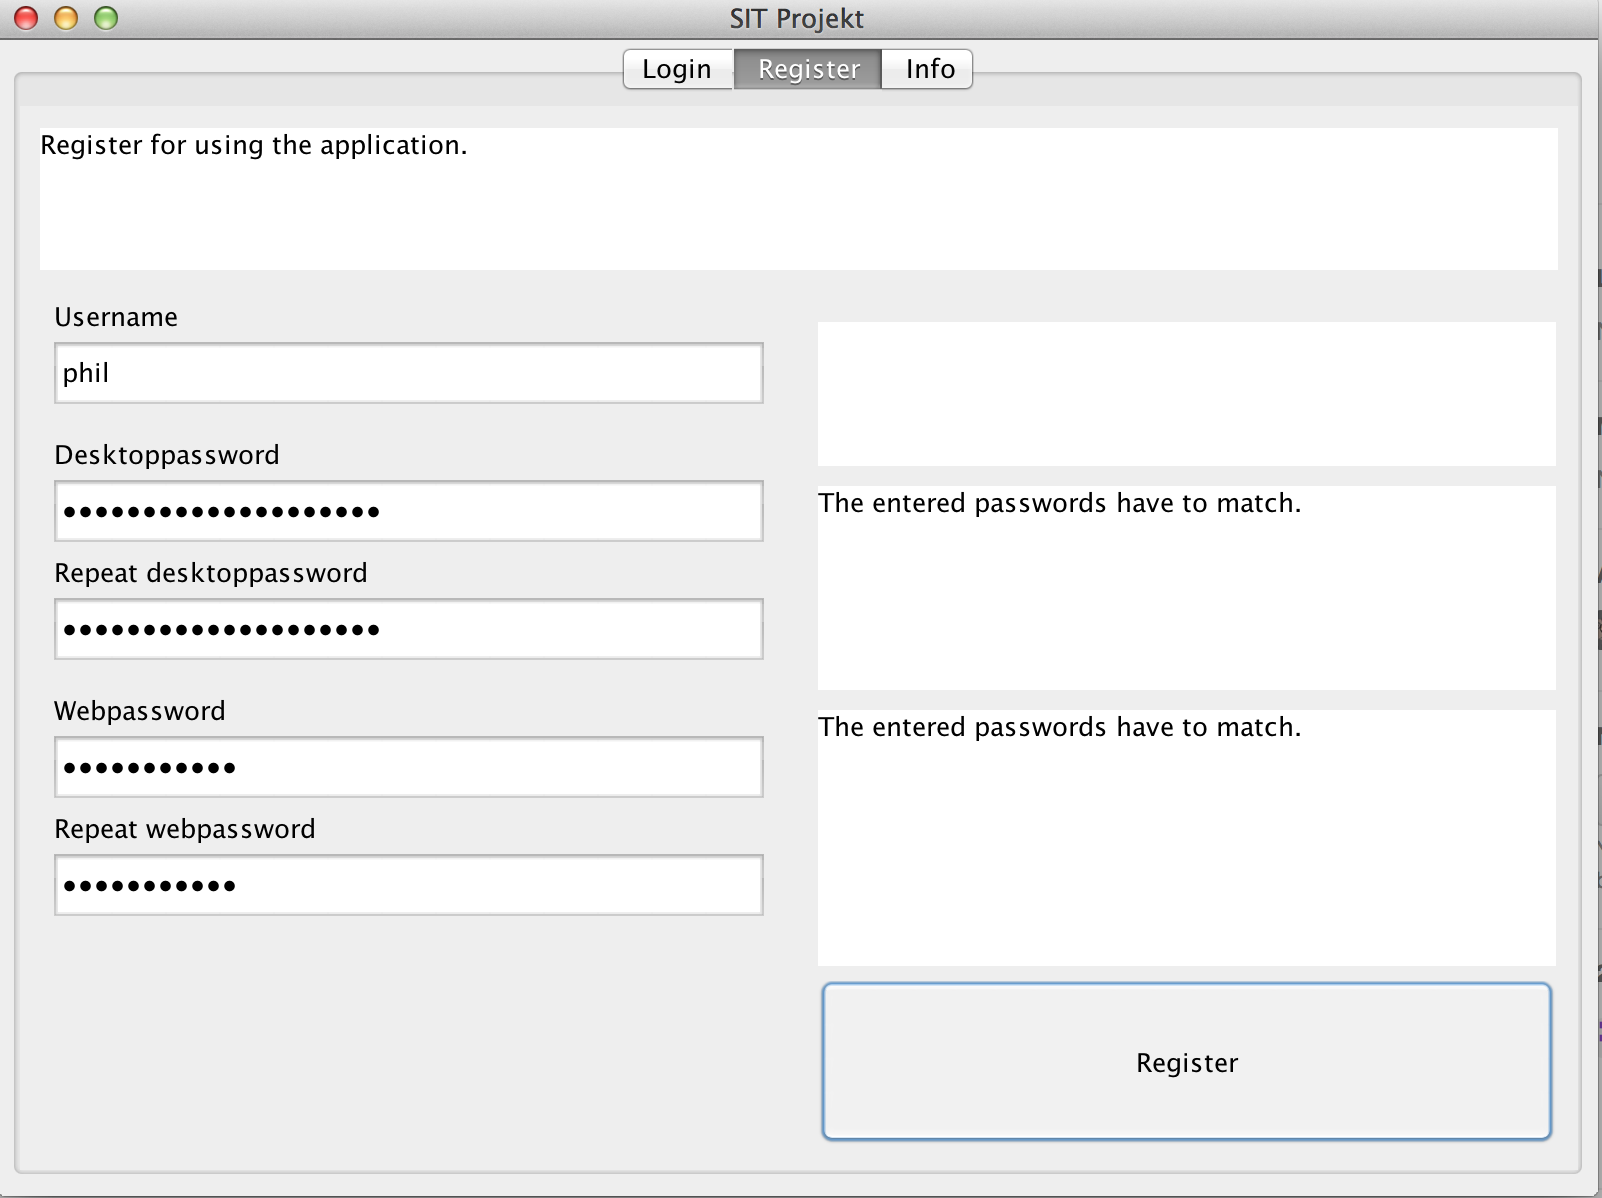 SIT Projekt
Login Register Info
Register for using the application.
Username
phil
Desktoppassword
••••••••••••••••••••
The entered passwords have to match.
Repeat desktoppassword
••••••••••••••••••••
Webpassword
The entered passwords have to match.
•••••••••••
Repeat webpassword
•••••••••••
Register